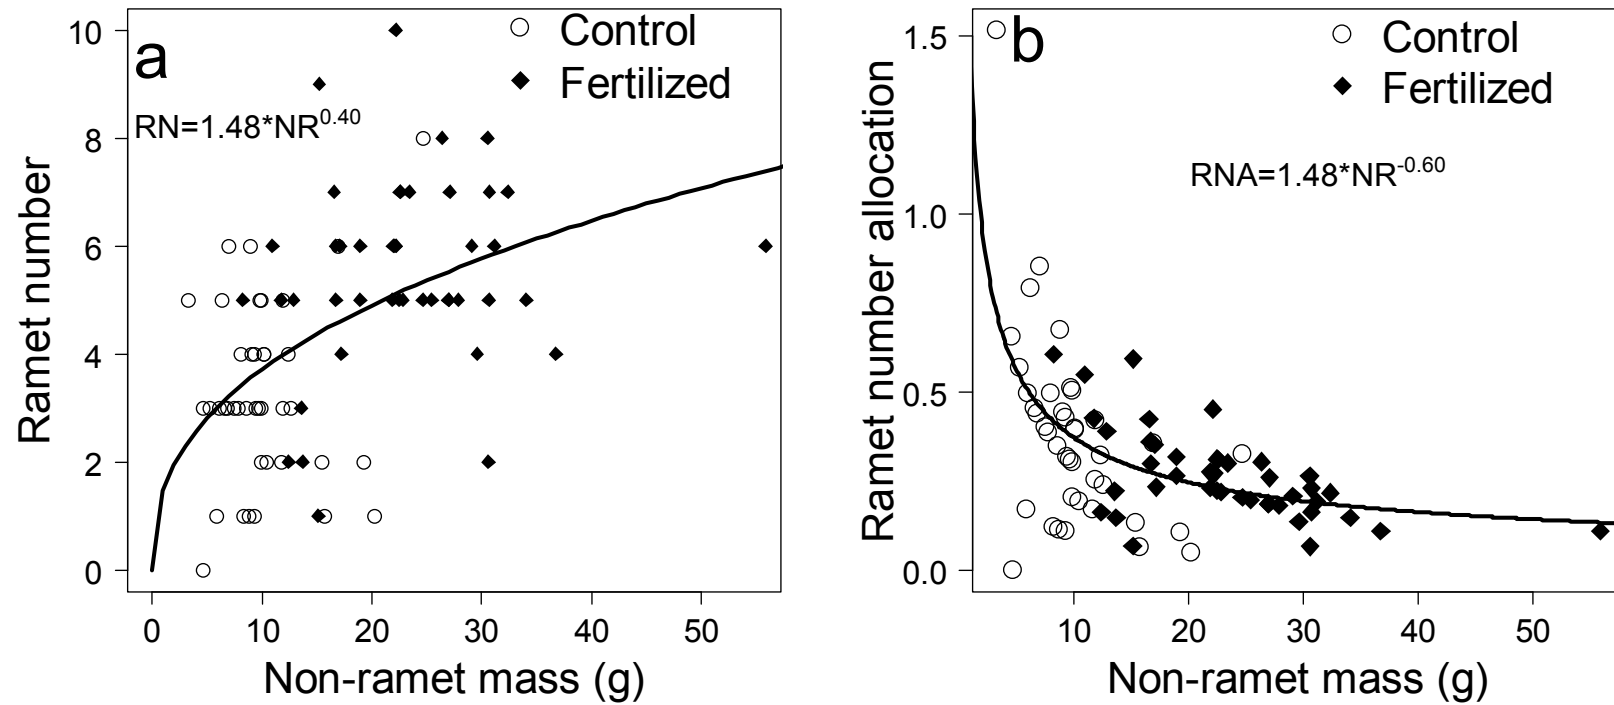 a
Control
Fertilized
RN=1.48*NR^0.40
Ramet number
10
8
6
4
2
0
0 10 20 30 40 50
Non-ramet mass (g)
b
Control
Fertilized
RNA=1.48*NR^-0.60
Ramet number allocation
1.5
1.0
0.5
0.0
10 20 30 40 50
Non-ramet mass (g)